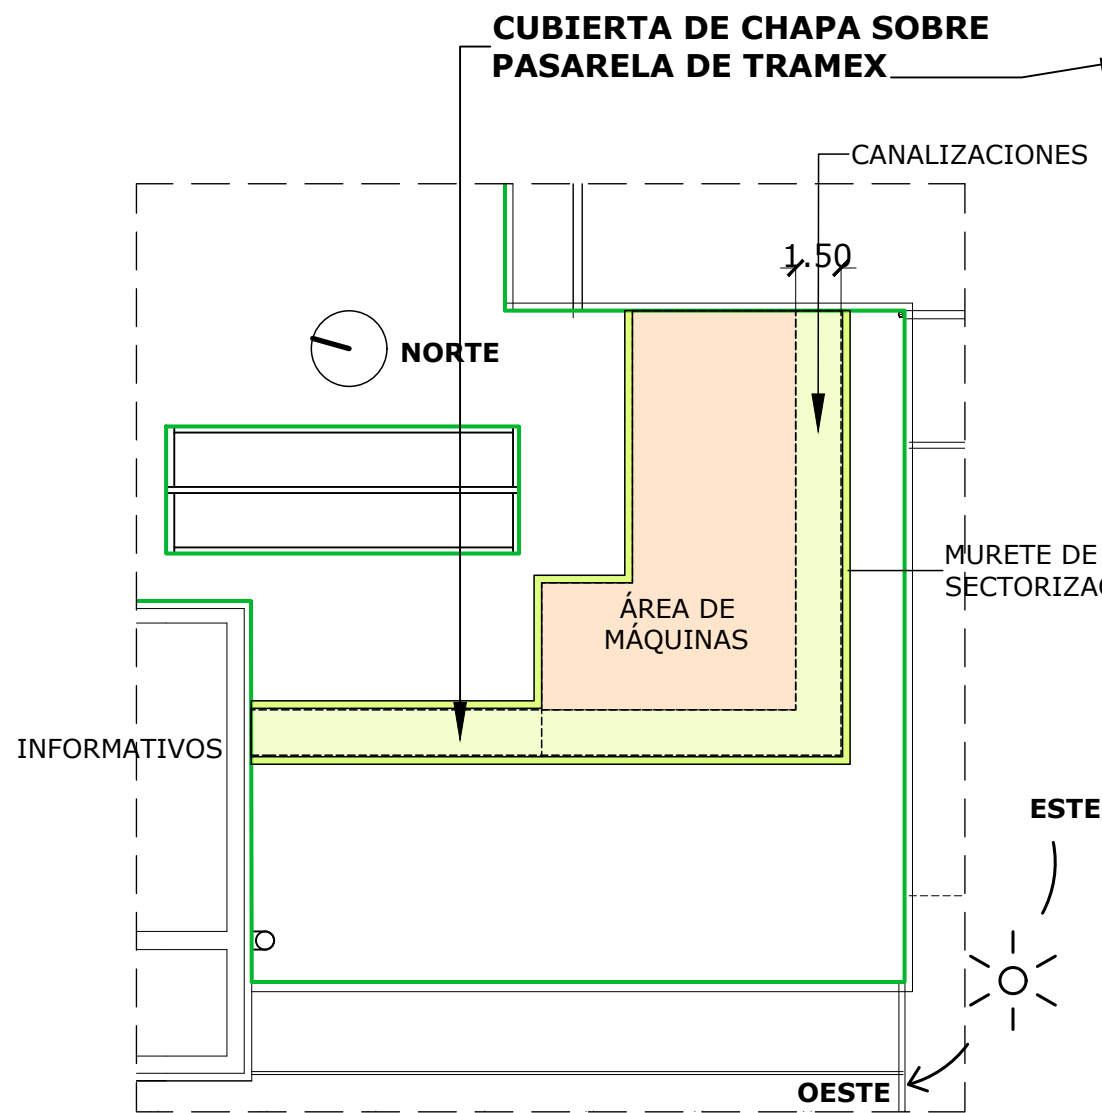 CUBIERTA DE CHAPA SOBRE
PASARELA DE TRAMEX
CANALIZACIONES
1.50
NORTE
MURETE DE
ÁREA DE
MÁQUINAS
INFORMATIVOS
ESTE
OESTE